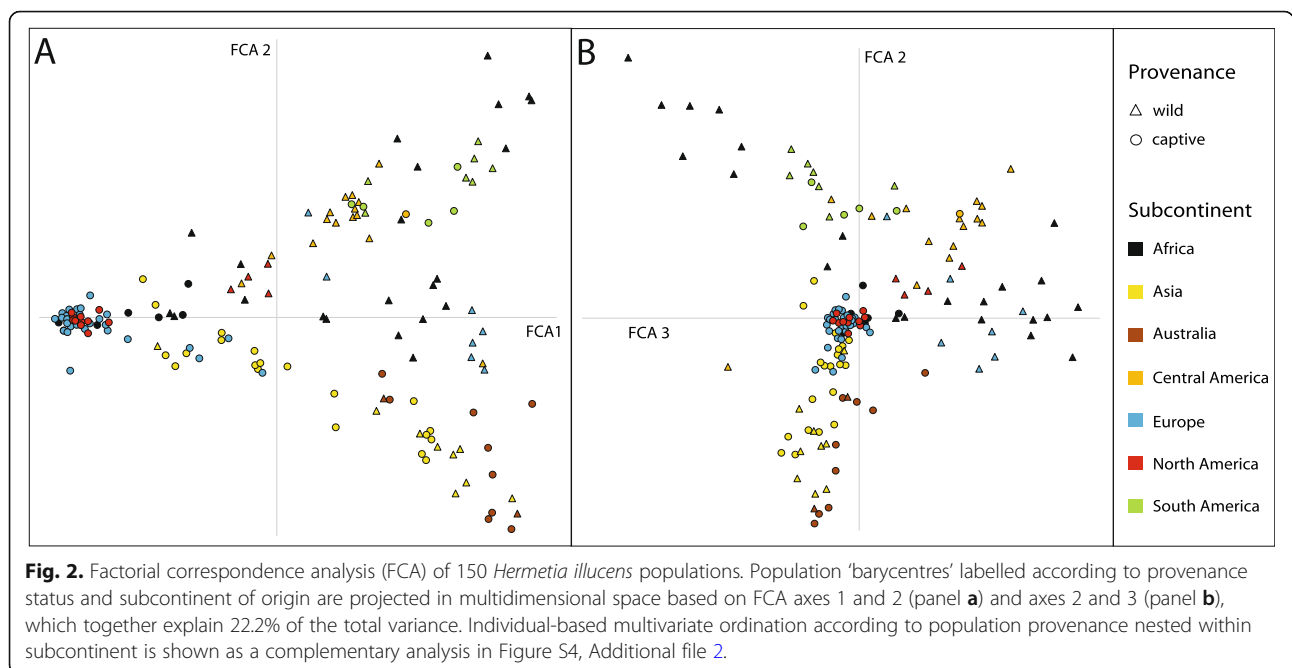 A
FCA 2
FCA1
B
FCA 2
FCA 3
Provenance
wild
captive
Subcontinent
Africa
Asia
Australia
Central America
Europe
North America
South America
Fig. 2. Factorial correspondence analysis (FCA) of 150 Hermetia illucens populations. Population ‘barycentres’ labelled according to provenance
status and subcontinent of origin are projected in multidimensional space based on FCA axes 1 and 2 (panel a) and axes 2 and 3 (panel b),
which together explain 22.2% of the total variance. Individual-based multivariate ordination according to population provenance nested within
subcontinent is shown as a complementary analysis in Figure S4, Additional file 2.